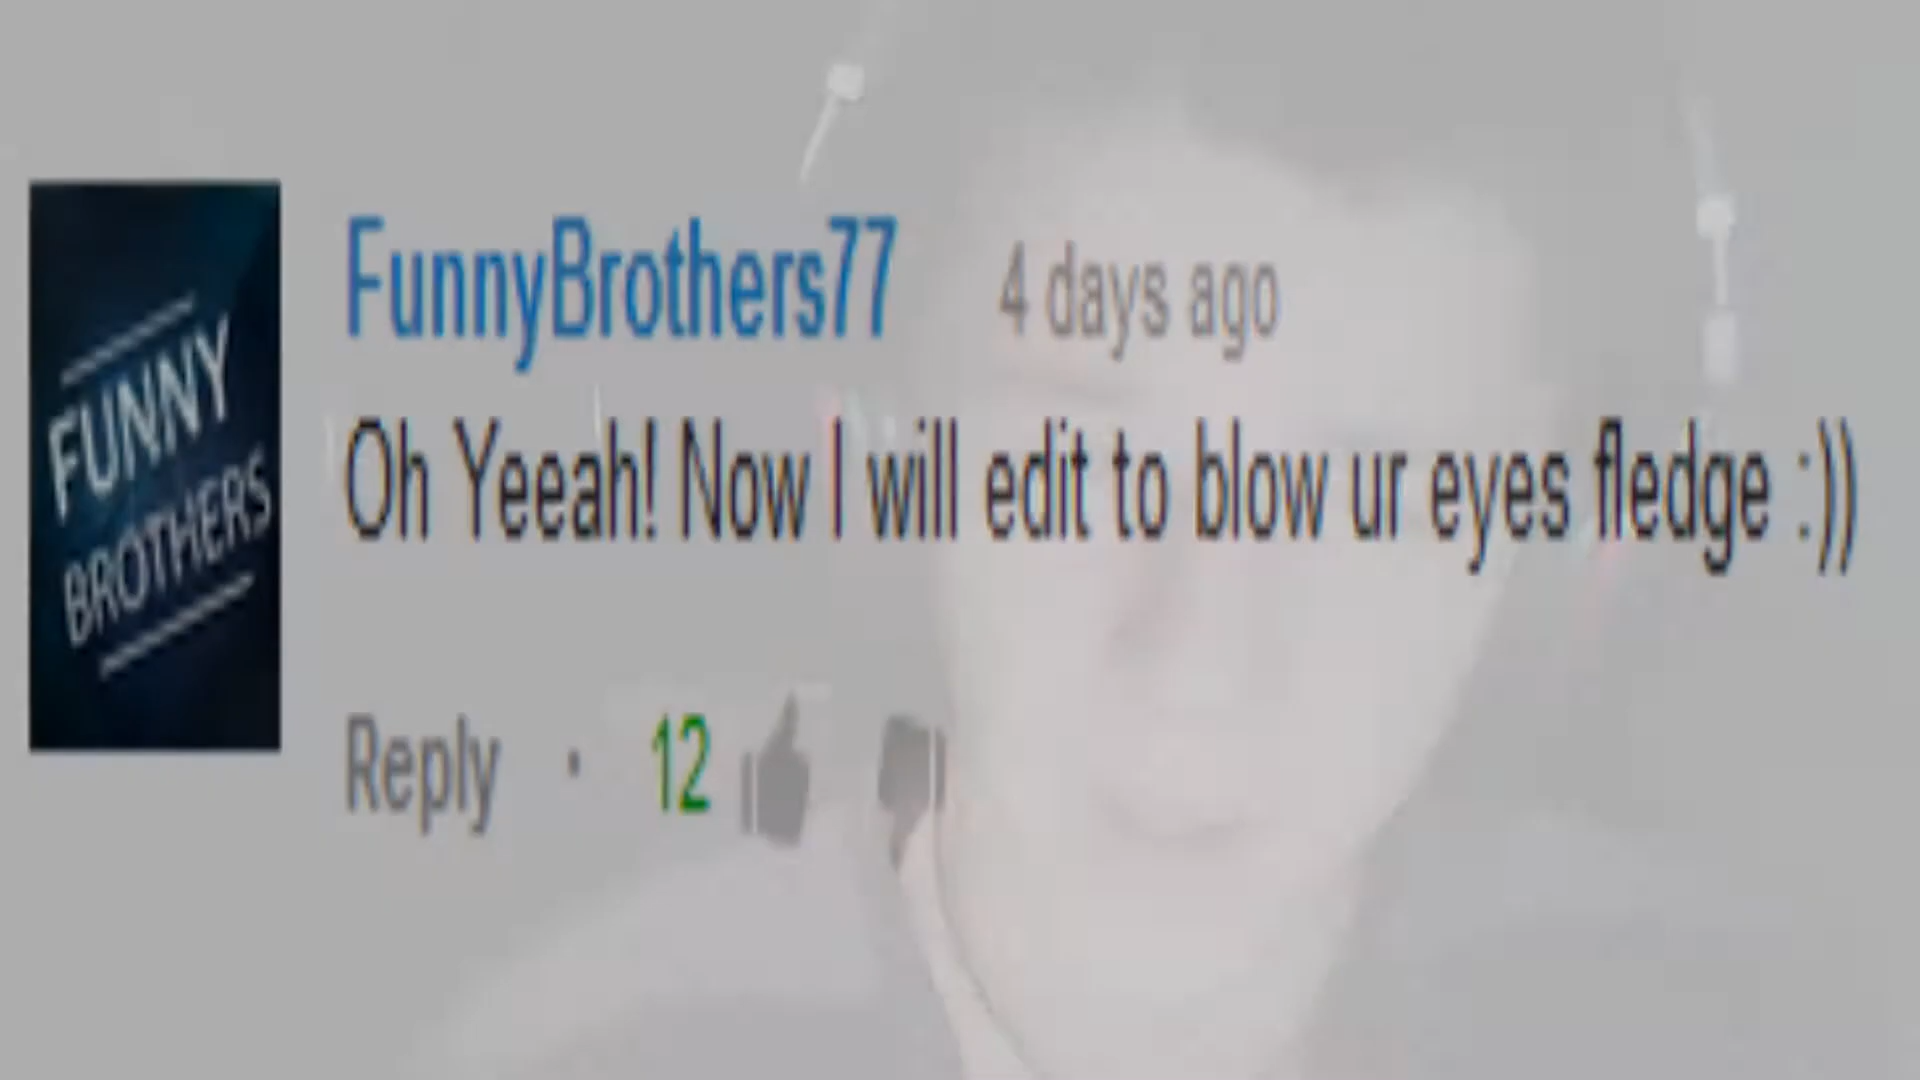 FUNNY
BROTHERS
FunnyBrothers77 4 days ago
Oh Yeeah! Now I will edit to blow ur eyes fledge :))
Reply · 12